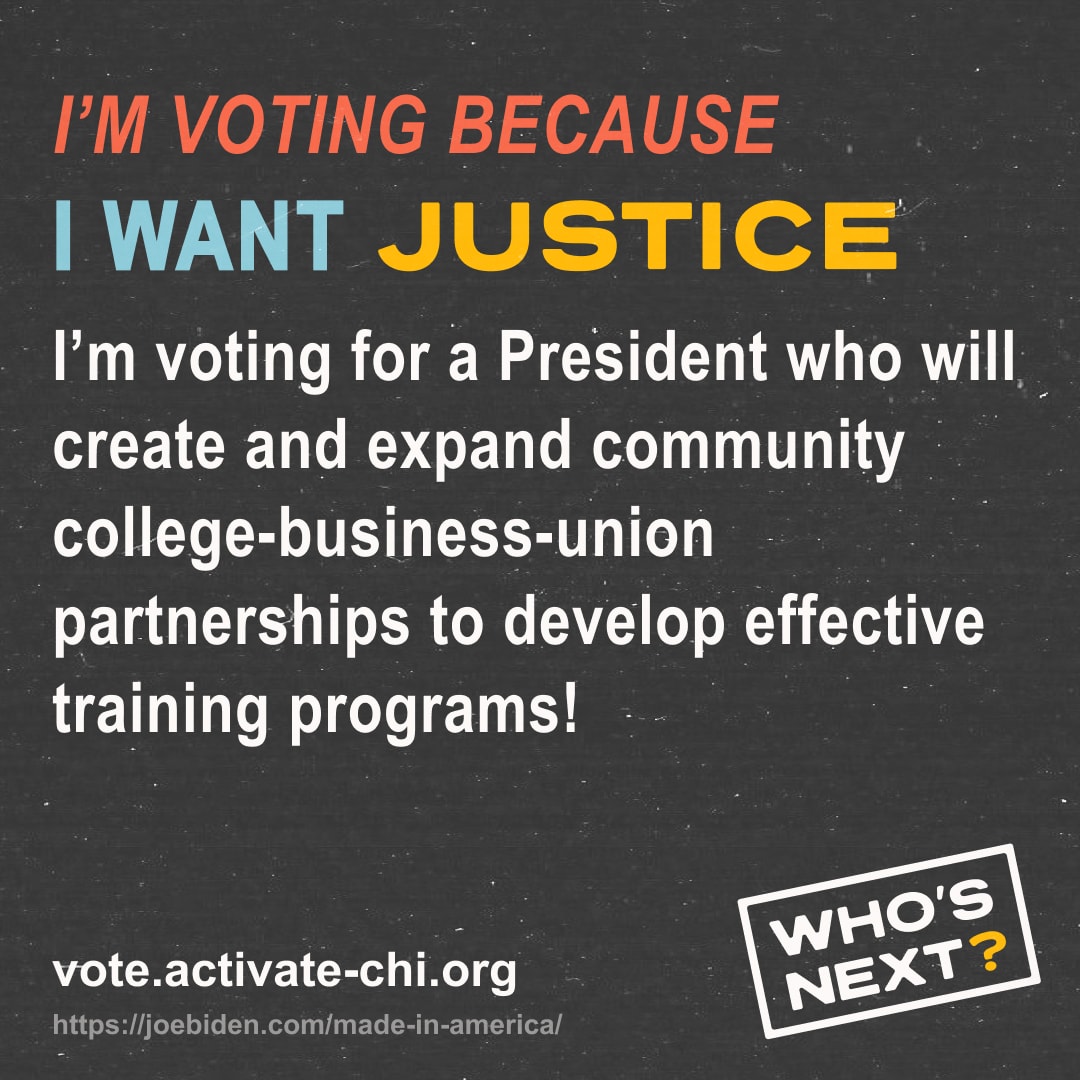 I'M VOTING BECAUSE
I WANT JUSTICE
I'm voting for a President who will
create and expand community
college-business-union
partnerships to develop effective
training programs!
WHO'S
NEXT?
vote.activate-chi.org
https://joebiden.com/made-in-america/